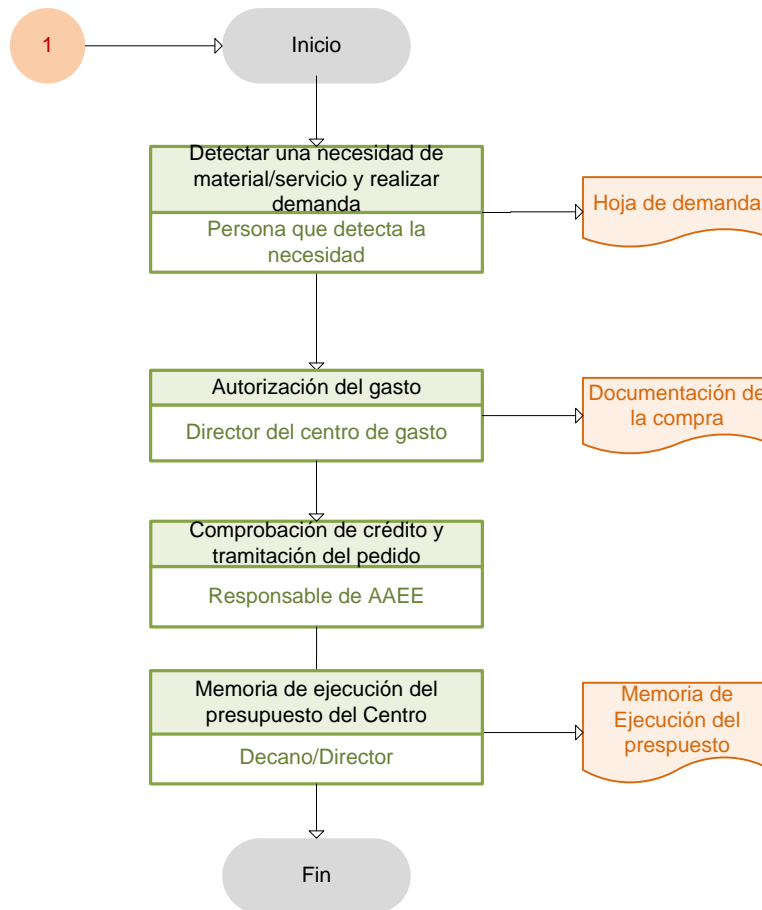 1
Inicio
Detectar una necesidad de
material/servicio y realizar
demanda
Persona que detecta la
necesidad
Hoja de demanda
Autorización del gasto
Director del centro de gasto
Documentación de
la compra
Comprobación de crédito y
tramitación del pedido
Responsable de AAEE
Memoria de ejecución del
presupuesto del Centro
Decano/Director
Memoria de
Ejecución del
prespuesto
Fin